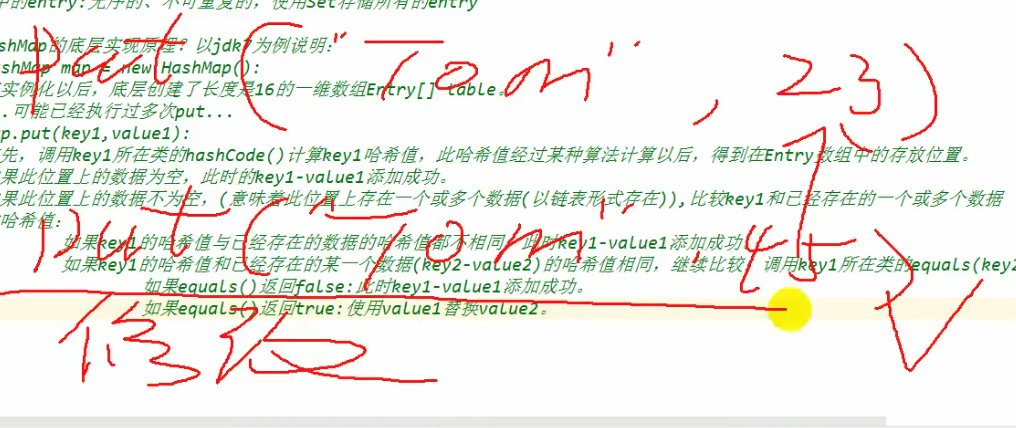 中的entry:无序的、不可重复的，使用Set存储所有的entry
put("Tom",23)
shMap的底层实现原理? 以jdk7为例说明:
shMap map = new HashMap():
实例化以后，底层创建了长度是16的一维数组Entry[] table。
..可能已经执行过多次put...
p.put(key1,value1):
先，调用key1所在类的hashCode()计算key1哈希值，此哈希值经过某种算法计算以后，得到在Entry数组中的存放位置。
果此位置上的数据为空，此时的key1-value1添加成功。
果此位置上的数据不为空，(意味着此位置上存在一个或多个数据(以链表形式存在)),比较key1和已经存在的一个或多个数据
哈希值:
put("Tom",45)
如果key1的哈希值与已经存在的数据的哈希值都不相同，此时key1-value1添加成功
如果key1的哈希值和已经存在的某一个数据(key2-value2)的哈希值相同，继续比较：调用key1所在类的equals(key2
如果equals()返回false:此时key1-value1添加成功。
如果equals()返回true:使用value1替换value2。
修改